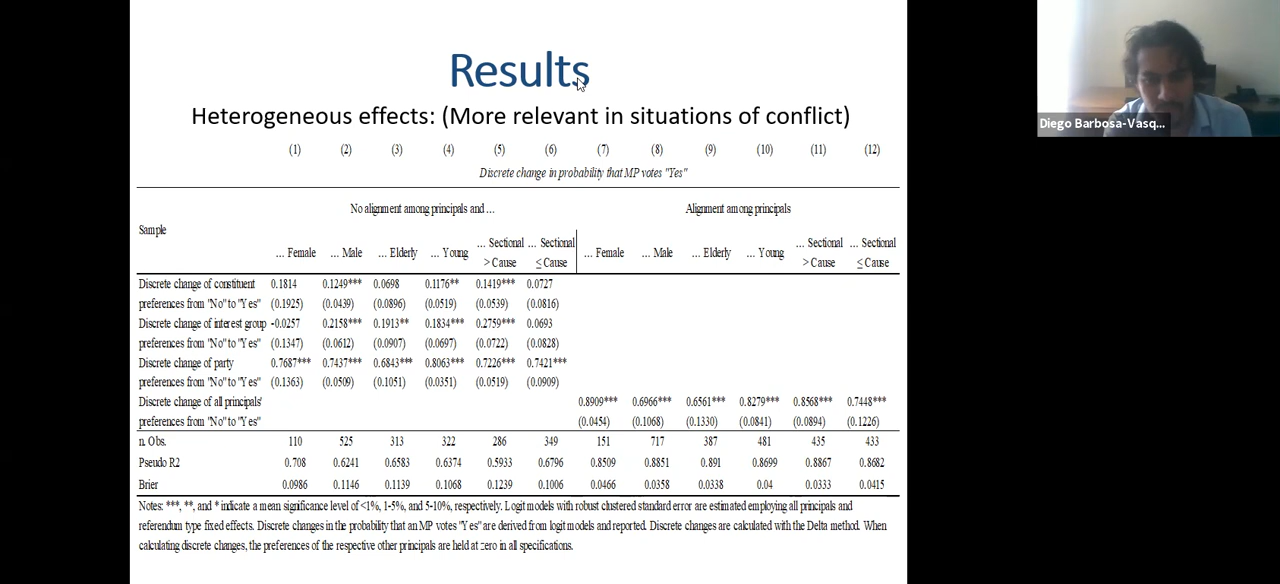 Results
Heterogeneous effects: (More relevant in situations of conflict)
(1) (2) (3) (4) (5) (6) (7) (8) (9) (10) (11) (12)
Discrete change in probability that MP votes "Yes"
No alignment among principals and ... Alignment among principals
Sample
... Female ... Male ... Elderly ... Young ... Sectional > Cause ... Sectional ≤ Cause ... Female ... Male ... Elderly ... Young ... Sectional > Cause ... Sectional ≤ Cause
Discrete change of constituent 0.1814 0.1249*** 0.0698 0.1176** 0.1419*** 0.0727
preferences from "No" to "Yes" (0.1925) (0.0439) (0.0896) (0.0519) (0.0539) (0.0816)
Discrete change of interest group -0.0257 0.2158*** 0.1913** 0.1834*** 0.2759*** 0.0693
preferences from "No" to "Yes" (0.1347) (0.0612) (0.0907) (0.0697) (0.0722) (0.0828)
Discrete change of party 0.7687*** 0.7437*** 0.6843*** 0.8063*** 0.7226*** 0.7421***
preferences from "No" to "Yes" (0.1363) (0.0509) (0.1051) (0.0351) (0.0519) (0.0909)
Discrete change of all principals' 0.8909*** 0.6966*** 0.6561*** 0.8279*** 0.8568*** 0.7448***
preferences from "No" to "Yes" (0.0454) (0.1068) (0.1330) (0.0841) (0.0894) (0.1226)
n. Obs. 110 525 313 322 286 349 151 717 387 481 435 433
Pseudo R2 0.708 0.6241 0.6583 0.6374 0.5933 0.6796 0.8509 0.8851 0.891 0.8699 0.8867 0.8682
Brier 0.0986 0.1146 0.1139 0.1068 0.1239 0.1006 0.0466 0.0358 0.0338 0.04 0.0333 0.0415
Notes: ***, **, and * indicate a mean significance level of <1%, 1-5%, and 5-10%, respectively. Logit models with robust clustered standard error are estimated employing all principals and
referendum type fixed effects. Discrete changes in the probability that an MP votes "Yes" are derived from logit models and reported. Discrete changes are calculated with the Delta method. When
calculating discrete changes, the preferences of the respective other principals are held at zero in all specifications.
Diego Barbosa-Vasq...